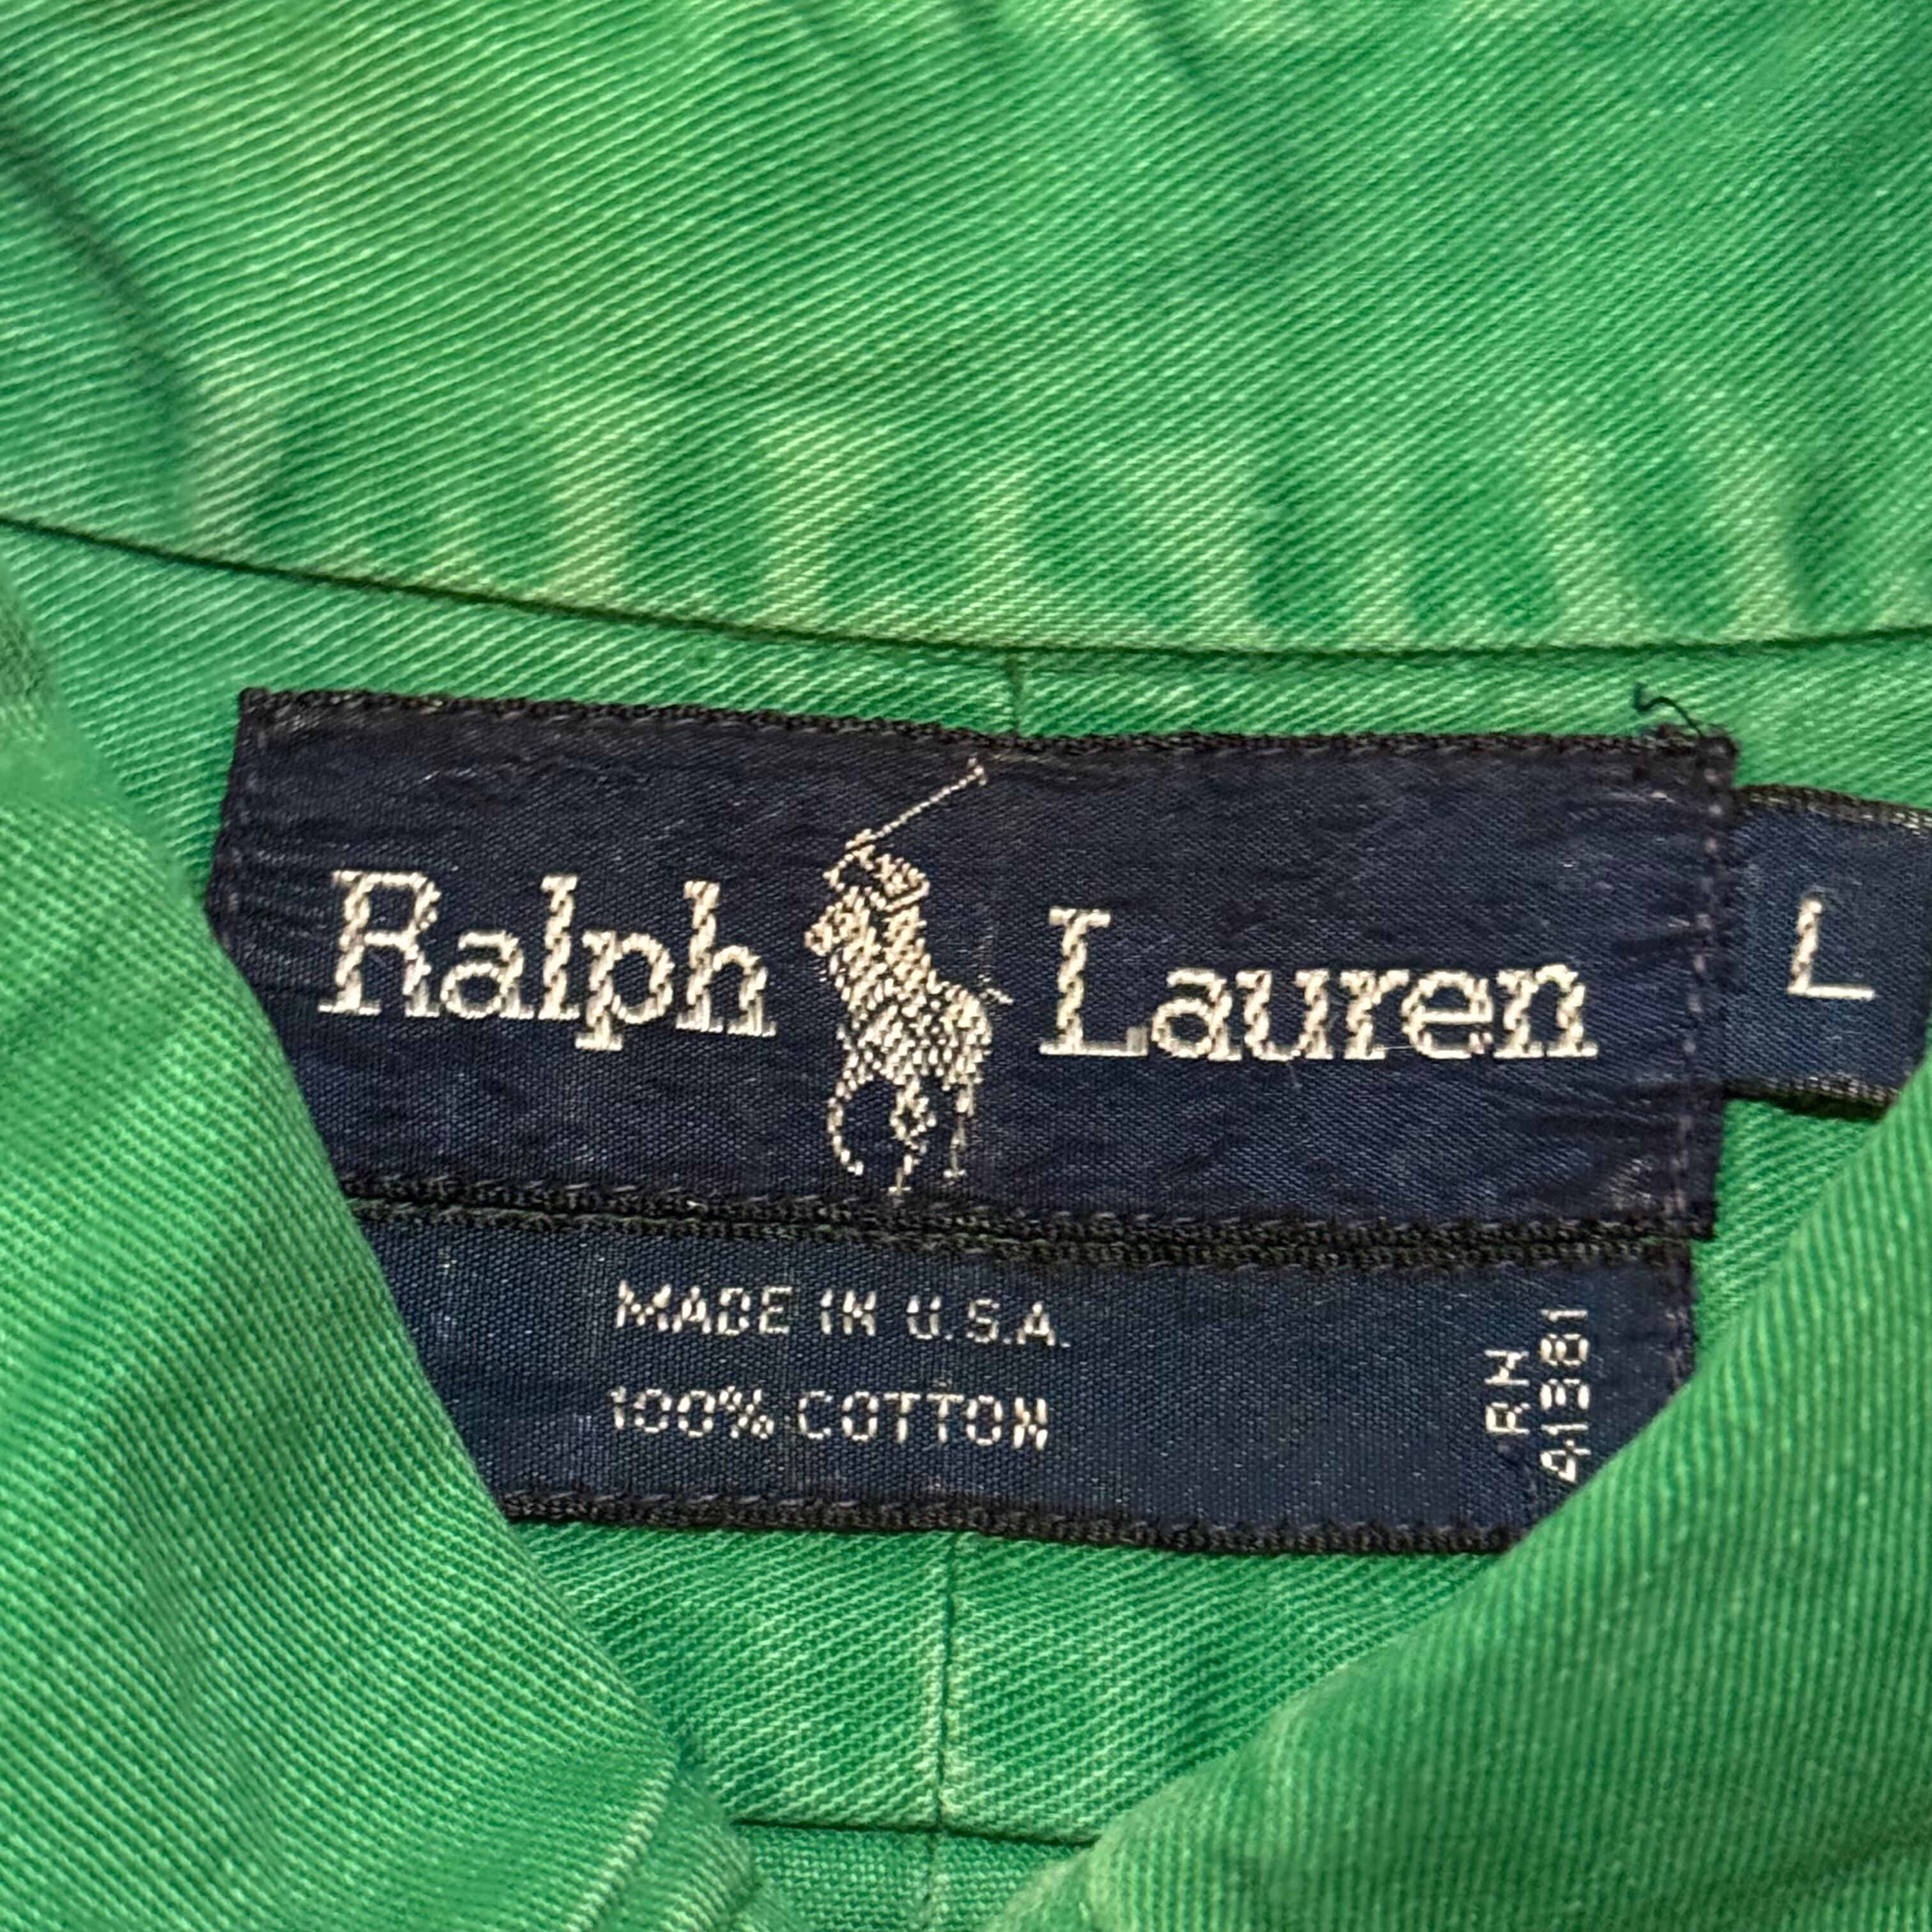 Ralph Lauren
L
MADE IN U.S.A.
100% COTTON
RN
41381